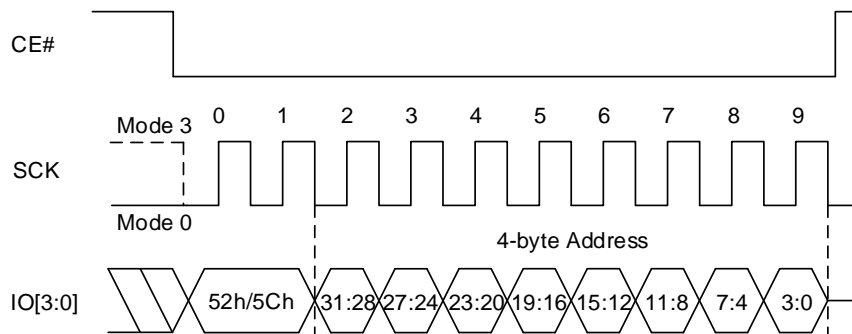 CE#
0 1 2 3 4 5 6 7 8 9
Mode 3
SCK
Mode 0
4-byte Address
IO[3:0] 52h/5Ch 31:28 27:24 23:20 19:16 15:12 11:8 7:4 3:0